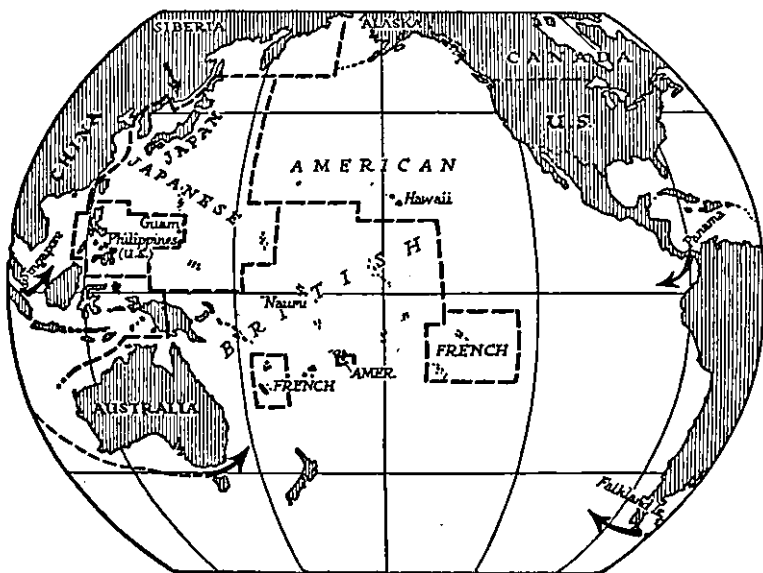 SIBERIA
ALASKA
CANADA
U.S.
CHINA
JAPAN
JAPANESE
AMERICAN
Hawaii
Guam
Philippines
(U.S.)
Singapore
Panama
BRITISH
Nauru
FRENCH
AMER.
FRENCH
AUSTRALIA
Falkland Is